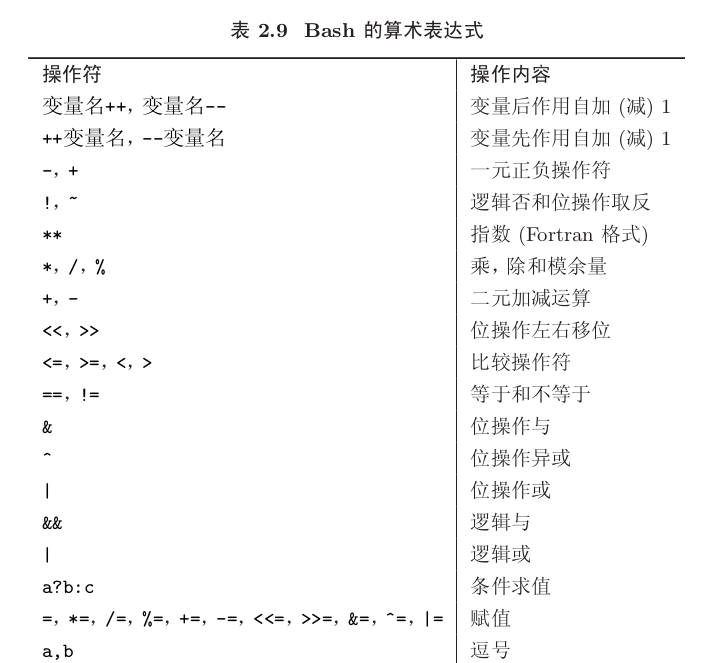 表 2.9 Bash 的算术表达式
操作符 操作内容
变量名++，变量名-- 变量后作用自加 (减) 1
++变量名，--变量名 变量先作用自加 (减) 1
-，+ 一元正负操作符
!，~ 逻辑否和位操作取反
** 指数 (Fortran 格式)
*，/，% 乘，除和模余量
+，- 二元加减运算
<<，>> 位操作左右移位
<=，>=，<，> 比较操作符
==，!= 等于和不等于
& 位操作与
^ 位操作异或
| 位操作或
&& 逻辑与
| 逻辑或
a?b:c 条件求值
=，*=，/=，%=，+=，-=，<<=，>>=，&=，^=，|= 赋值
a,b 逗号